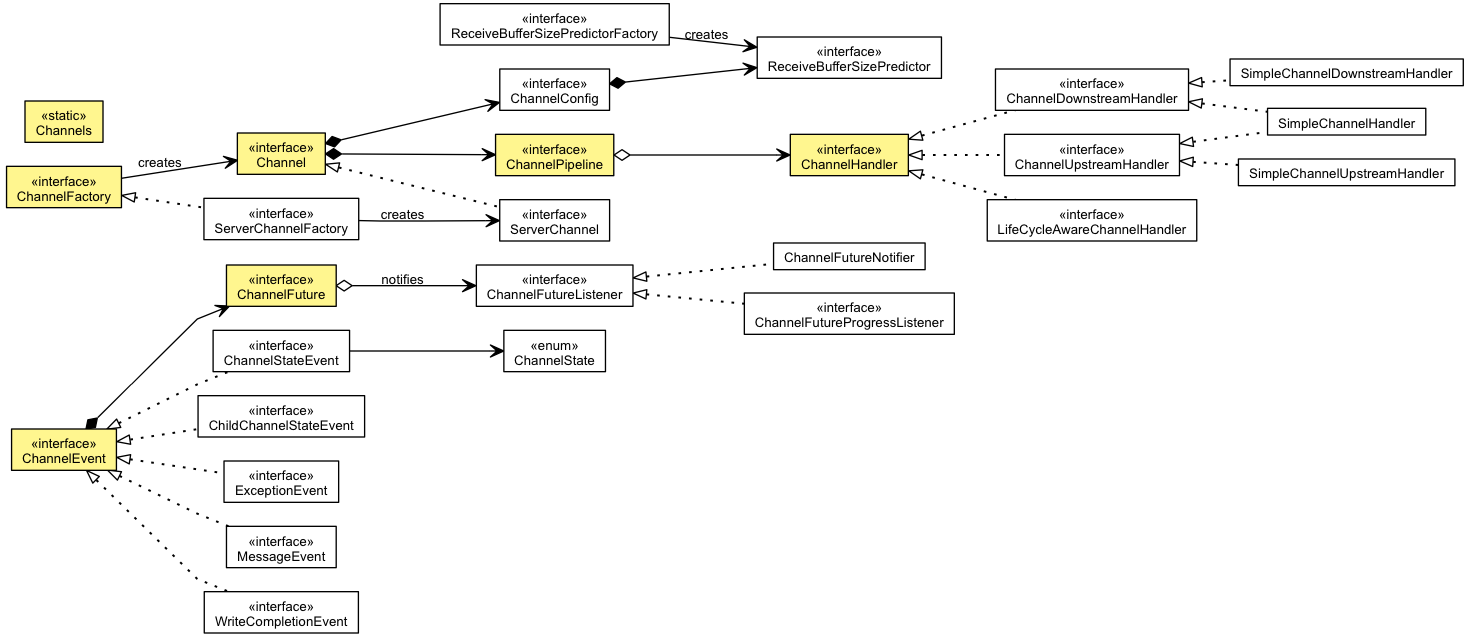 «interface»
ReceiveBufferSizePredictorFactory
creates
«interface»
ReceiveBufferSizePredictor
«interface»
ChannelConfig
«interface»
ChannelDownstreamHandler
SimpleChannelDownstreamHandler
«static»
Channels
SimpleChannelHandler
«interface»
Channel
«interface»
ChannelPipeline
«interface»
ChannelHandler
«interface»
ChannelUpstreamHandler
SimpleChannelUpstreamHandler
creates
«interface»
ChannelFactory
«interface»
ServerChannelFactory
creates
«interface»
ServerChannel
«interface»
LifeCycleAwareChannelHandler
ChannelFutureNotifier
«interface»
ChannelFuture
notifies
«interface»
ChannelFutureListener
«interface»
ChannelFutureProgressListener
«interface»
ChannelStateEvent
«enum»
ChannelState
«interface»
ChildChannelStateEvent
«interface»
ChannelEvent
«interface»
ExceptionEvent
«interface»
MessageEvent
«interface»
WriteCompletionEvent